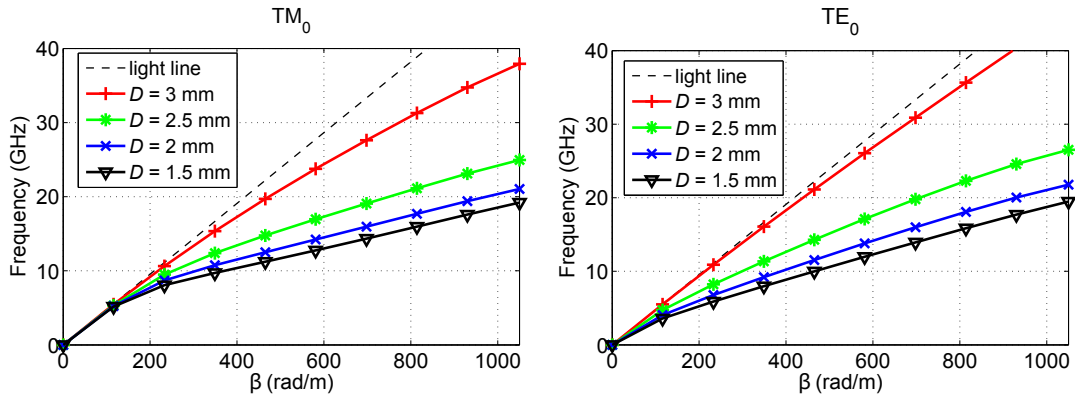 TM0
Frequency (GHz)
40
30
20
10
0
light line
D = 3 mm
D = 2.5 mm
D = 2 mm
D = 1.5 mm
0 200 400 600 800 1000
β (rad/m)
TE0
Frequency (GHz)
40
30
20
10
0
light line
D = 3 mm
D = 2.5 mm
D = 2 mm
D = 1.5 mm
0 200 400 600 800 1000
β (rad/m)